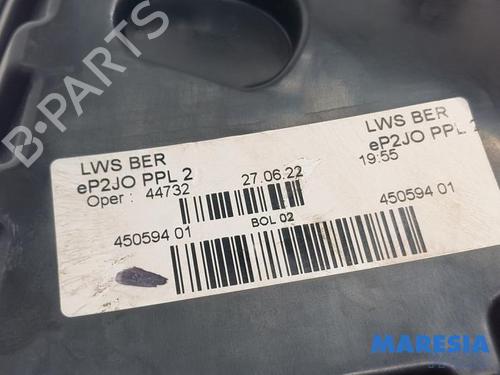 B-PARTS
LWS BER
eP2JO PPL 2
Oper : 44732
27.06.22
LWS BER
eP2JO PPL
19:55
450594 01
BOL 02
450594 01
MARESIA